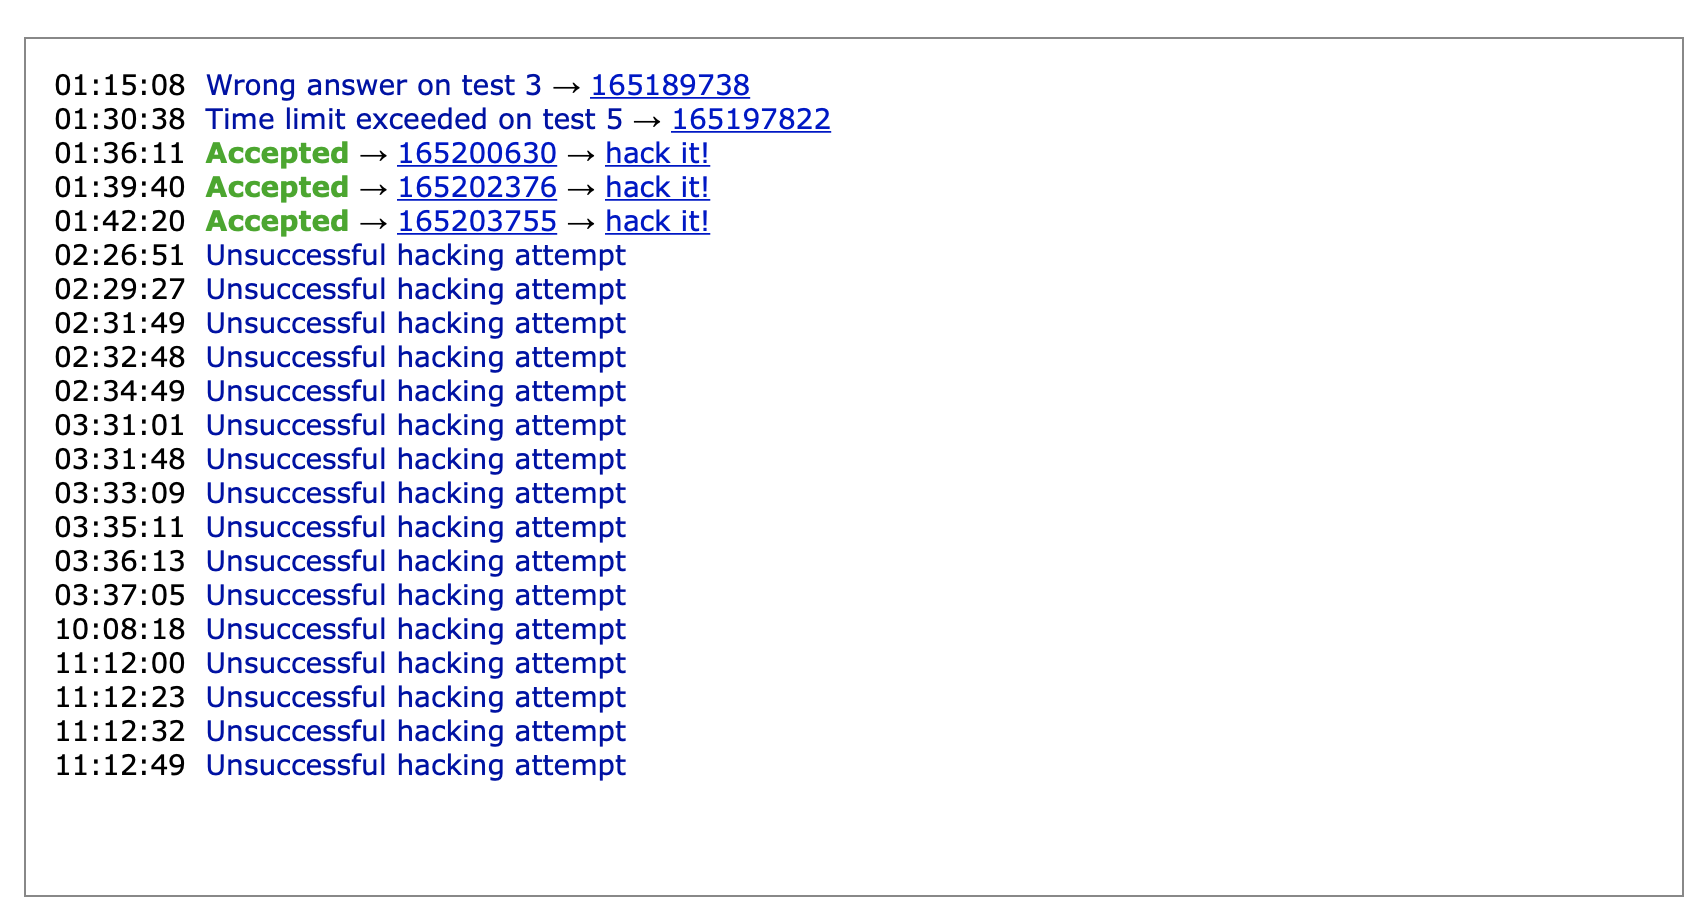 01:15:08 Wrong answer on test 3 → 165189738
01:30:38 Time limit exceeded on test 5 → 165197822
01:36:11 Accepted → 165200630 → hack it!
01:39:40 Accepted → 165202376 → hack it!
01:42:20 Accepted → 165203755 → hack it!
02:26:51 Unsuccessful hacking attempt
02:29:27 Unsuccessful hacking attempt
02:31:49 Unsuccessful hacking attempt
02:32:48 Unsuccessful hacking attempt
02:34:49 Unsuccessful hacking attempt
03:31:01 Unsuccessful hacking attempt
03:31:48 Unsuccessful hacking attempt
03:33:09 Unsuccessful hacking attempt
03:35:11 Unsuccessful hacking attempt
03:36:13 Unsuccessful hacking attempt
03:37:05 Unsuccessful hacking attempt
10:08:18 Unsuccessful hacking attempt
11:12:00 Unsuccessful hacking attempt
11:12:23 Unsuccessful hacking attempt
11:12:32 Unsuccessful hacking attempt
11:12:49 Unsuccessful hacking attempt